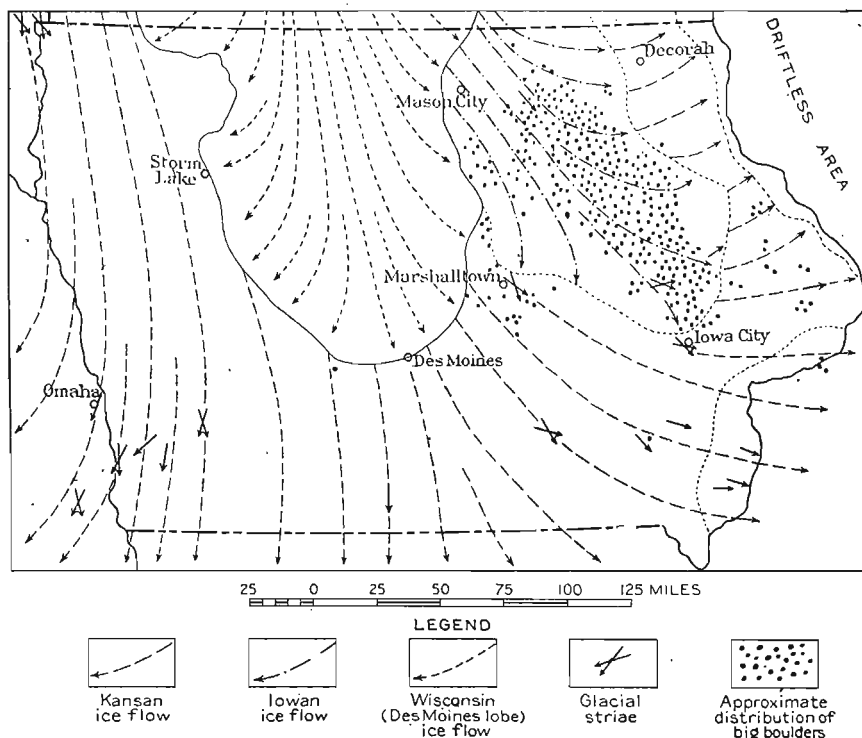 Decorah
DRIFTLESS AREA
Mason City
Storm
Lake
Marshalltown
Iowa City
Des Moines
Omaha
25 0 25 50 75 100 125 MILES
LEGEND
Kansan
ice flow
Iowan
ice flow
Wisconsin
(Des Moines lobe)
ice flow
Glacial
striae
Approximate
distribution of
big boulders